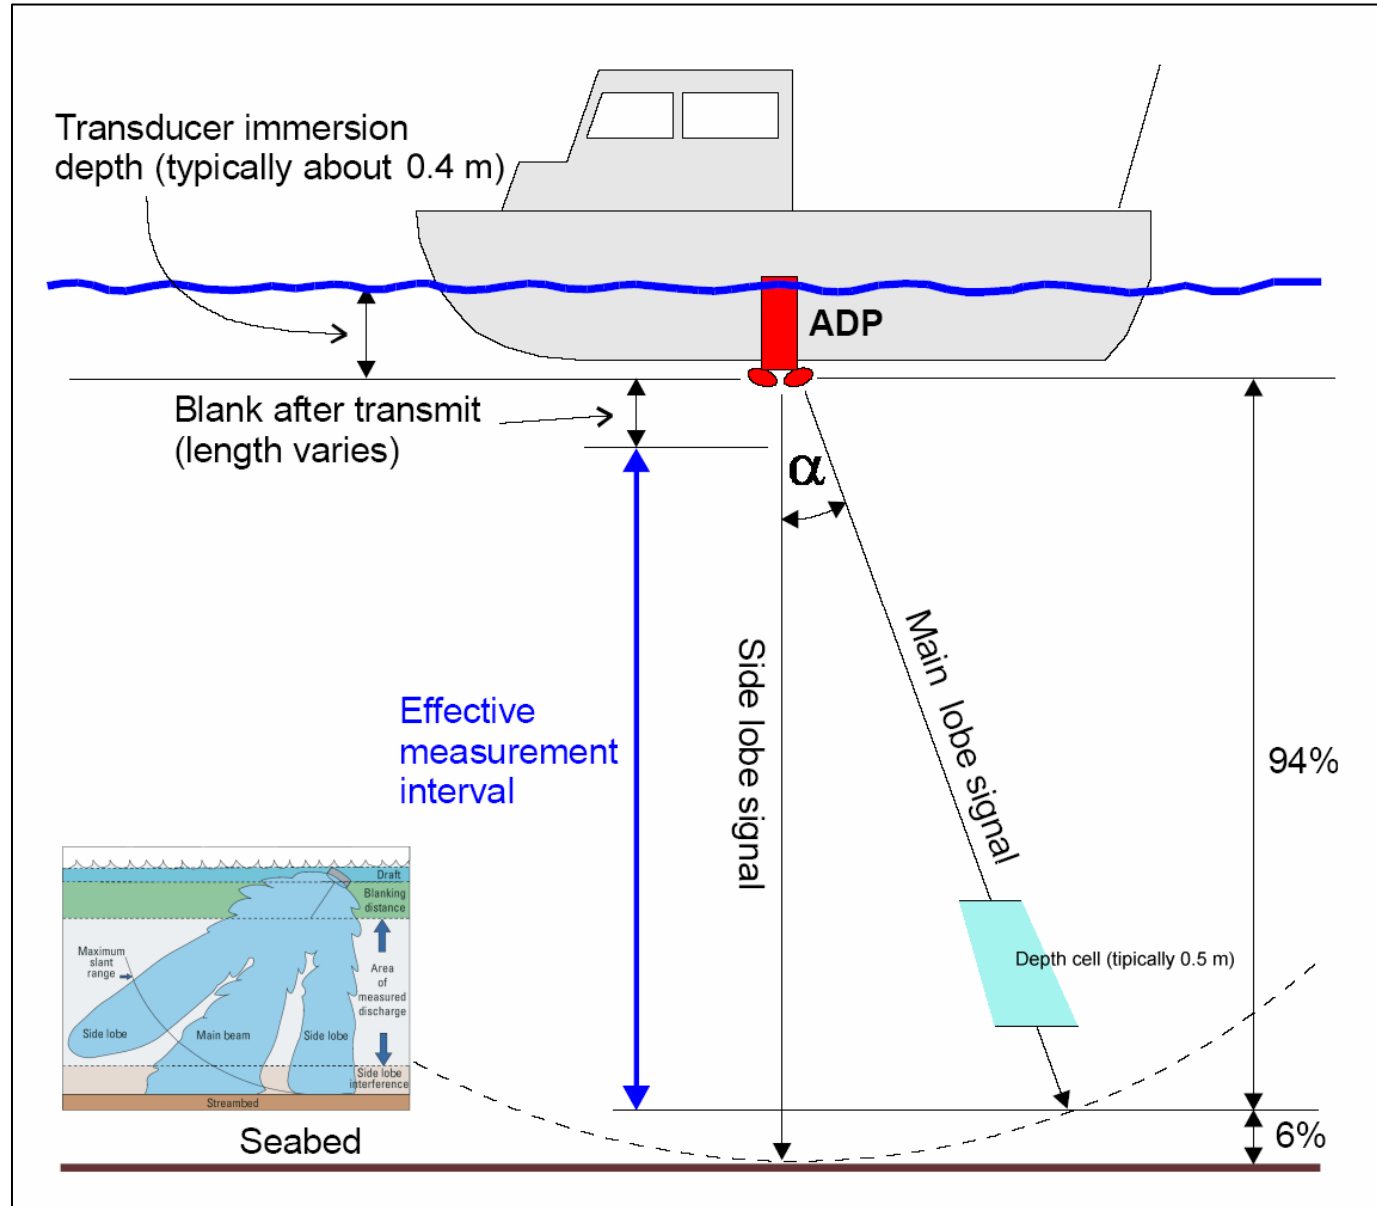 Transducer immersion
depth (typically about 0.4 m)
ADP
Blank after transmit
(length varies)
α
Side lobe signal
Main lobe signal
Effective
measurement
interval
94%
Depth cell (tipically 0.5 m)
Draft
Blanking
distance
Maximum
slant
range
Area
of
measured
discharge
Side lobe
Main beam
Side lobe
Side lobe
interference
Streambed
6%
Seabed